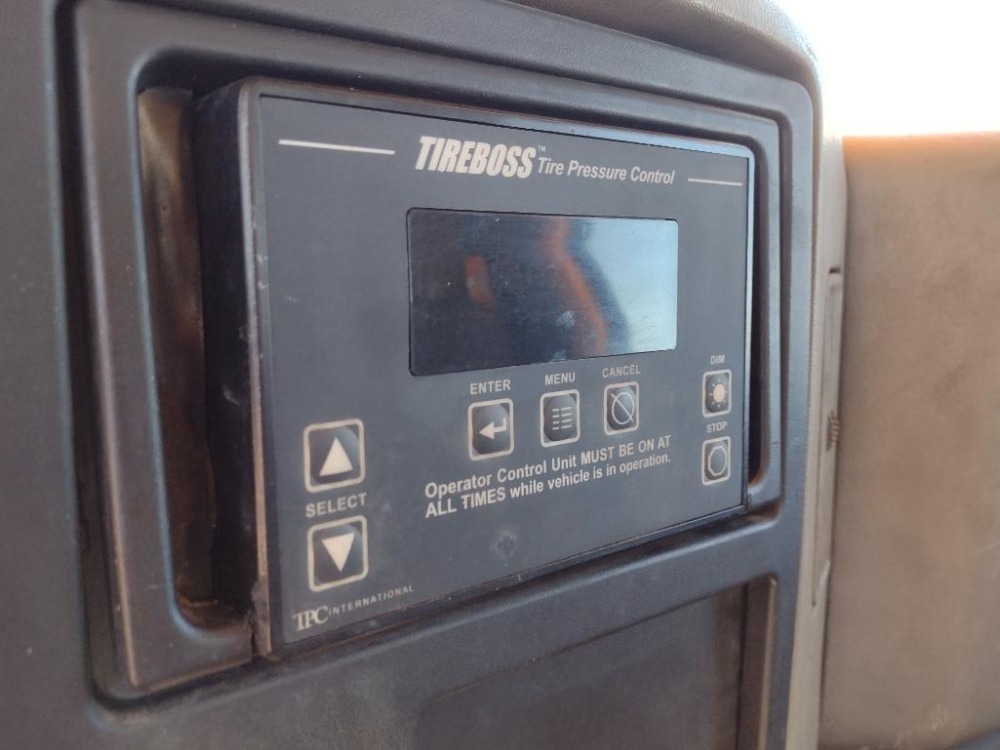 TIREBOSS™ Tire Pressure Control
ENTER
MENU
CANCEL
DIM
STOP
SELECT
Operator Control Unit MUST BE ON AT
ALL TIMES while vehicle is in operation.
TPC INTERNATIONAL